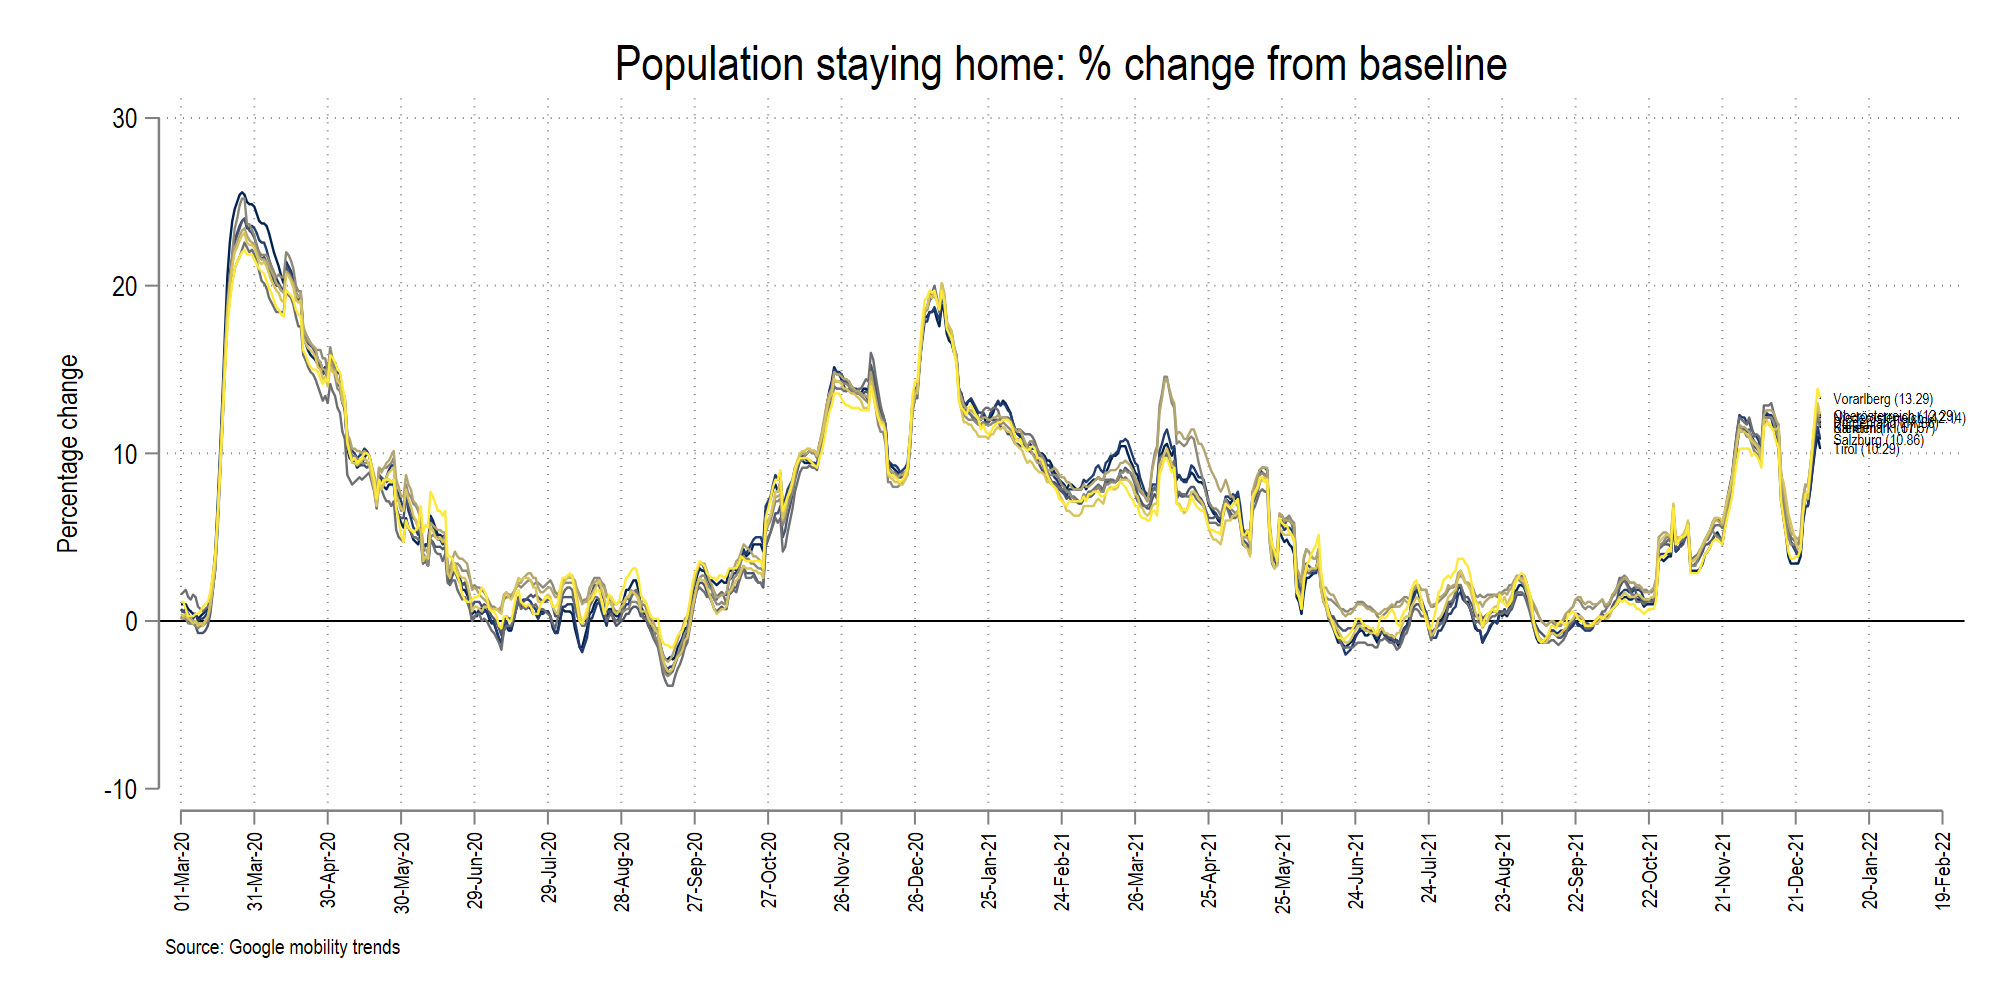 Population staying home: % change from baseline
Percentage change
30
20
10
0
-10
Vorarlberg (13.29)
Oberösterreich (12.29)
Salzburg (10.86)
Tirol (10.29)
01-Mar-20
31-Mar-20
30-Apr-20
30-May-20
29-Jun-20
29-Jul-20
28-Aug-20
27-Sep-20
27-Oct-20
26-Nov-20
26-Dec-20
25-Jan-21
24-Feb-21
26-Mar-21
25-Apr-21
25-May-21
24-Jun-21
24-Jul-21
23-Aug-21
22-Sep-21
22-Oct-21
21-Nov-21
21-Dec-21
20-Jan-22
19-Feb-22
Source: Google mobility trends